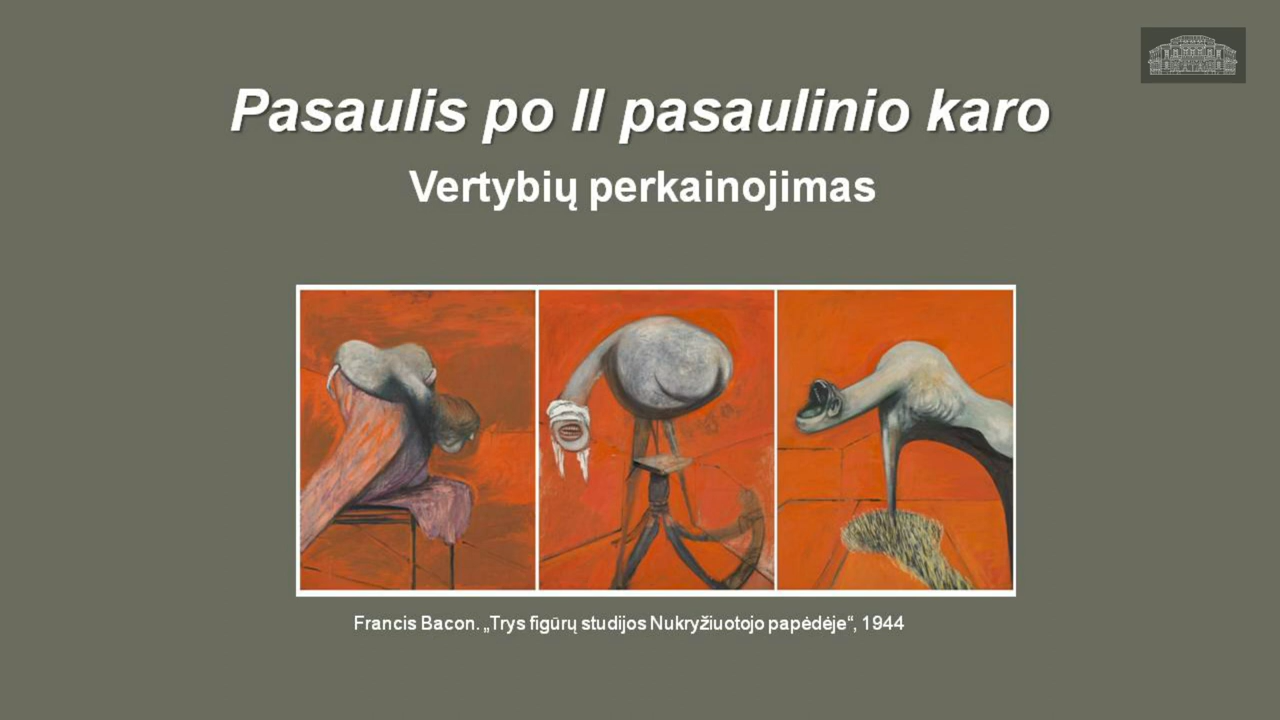 Pasaulis po II pasaulinio karo
Vertybių perkainojimas
Francis Bacon. „Trys figūrų studijos Nukryžiuotojo papėdėje“, 1944